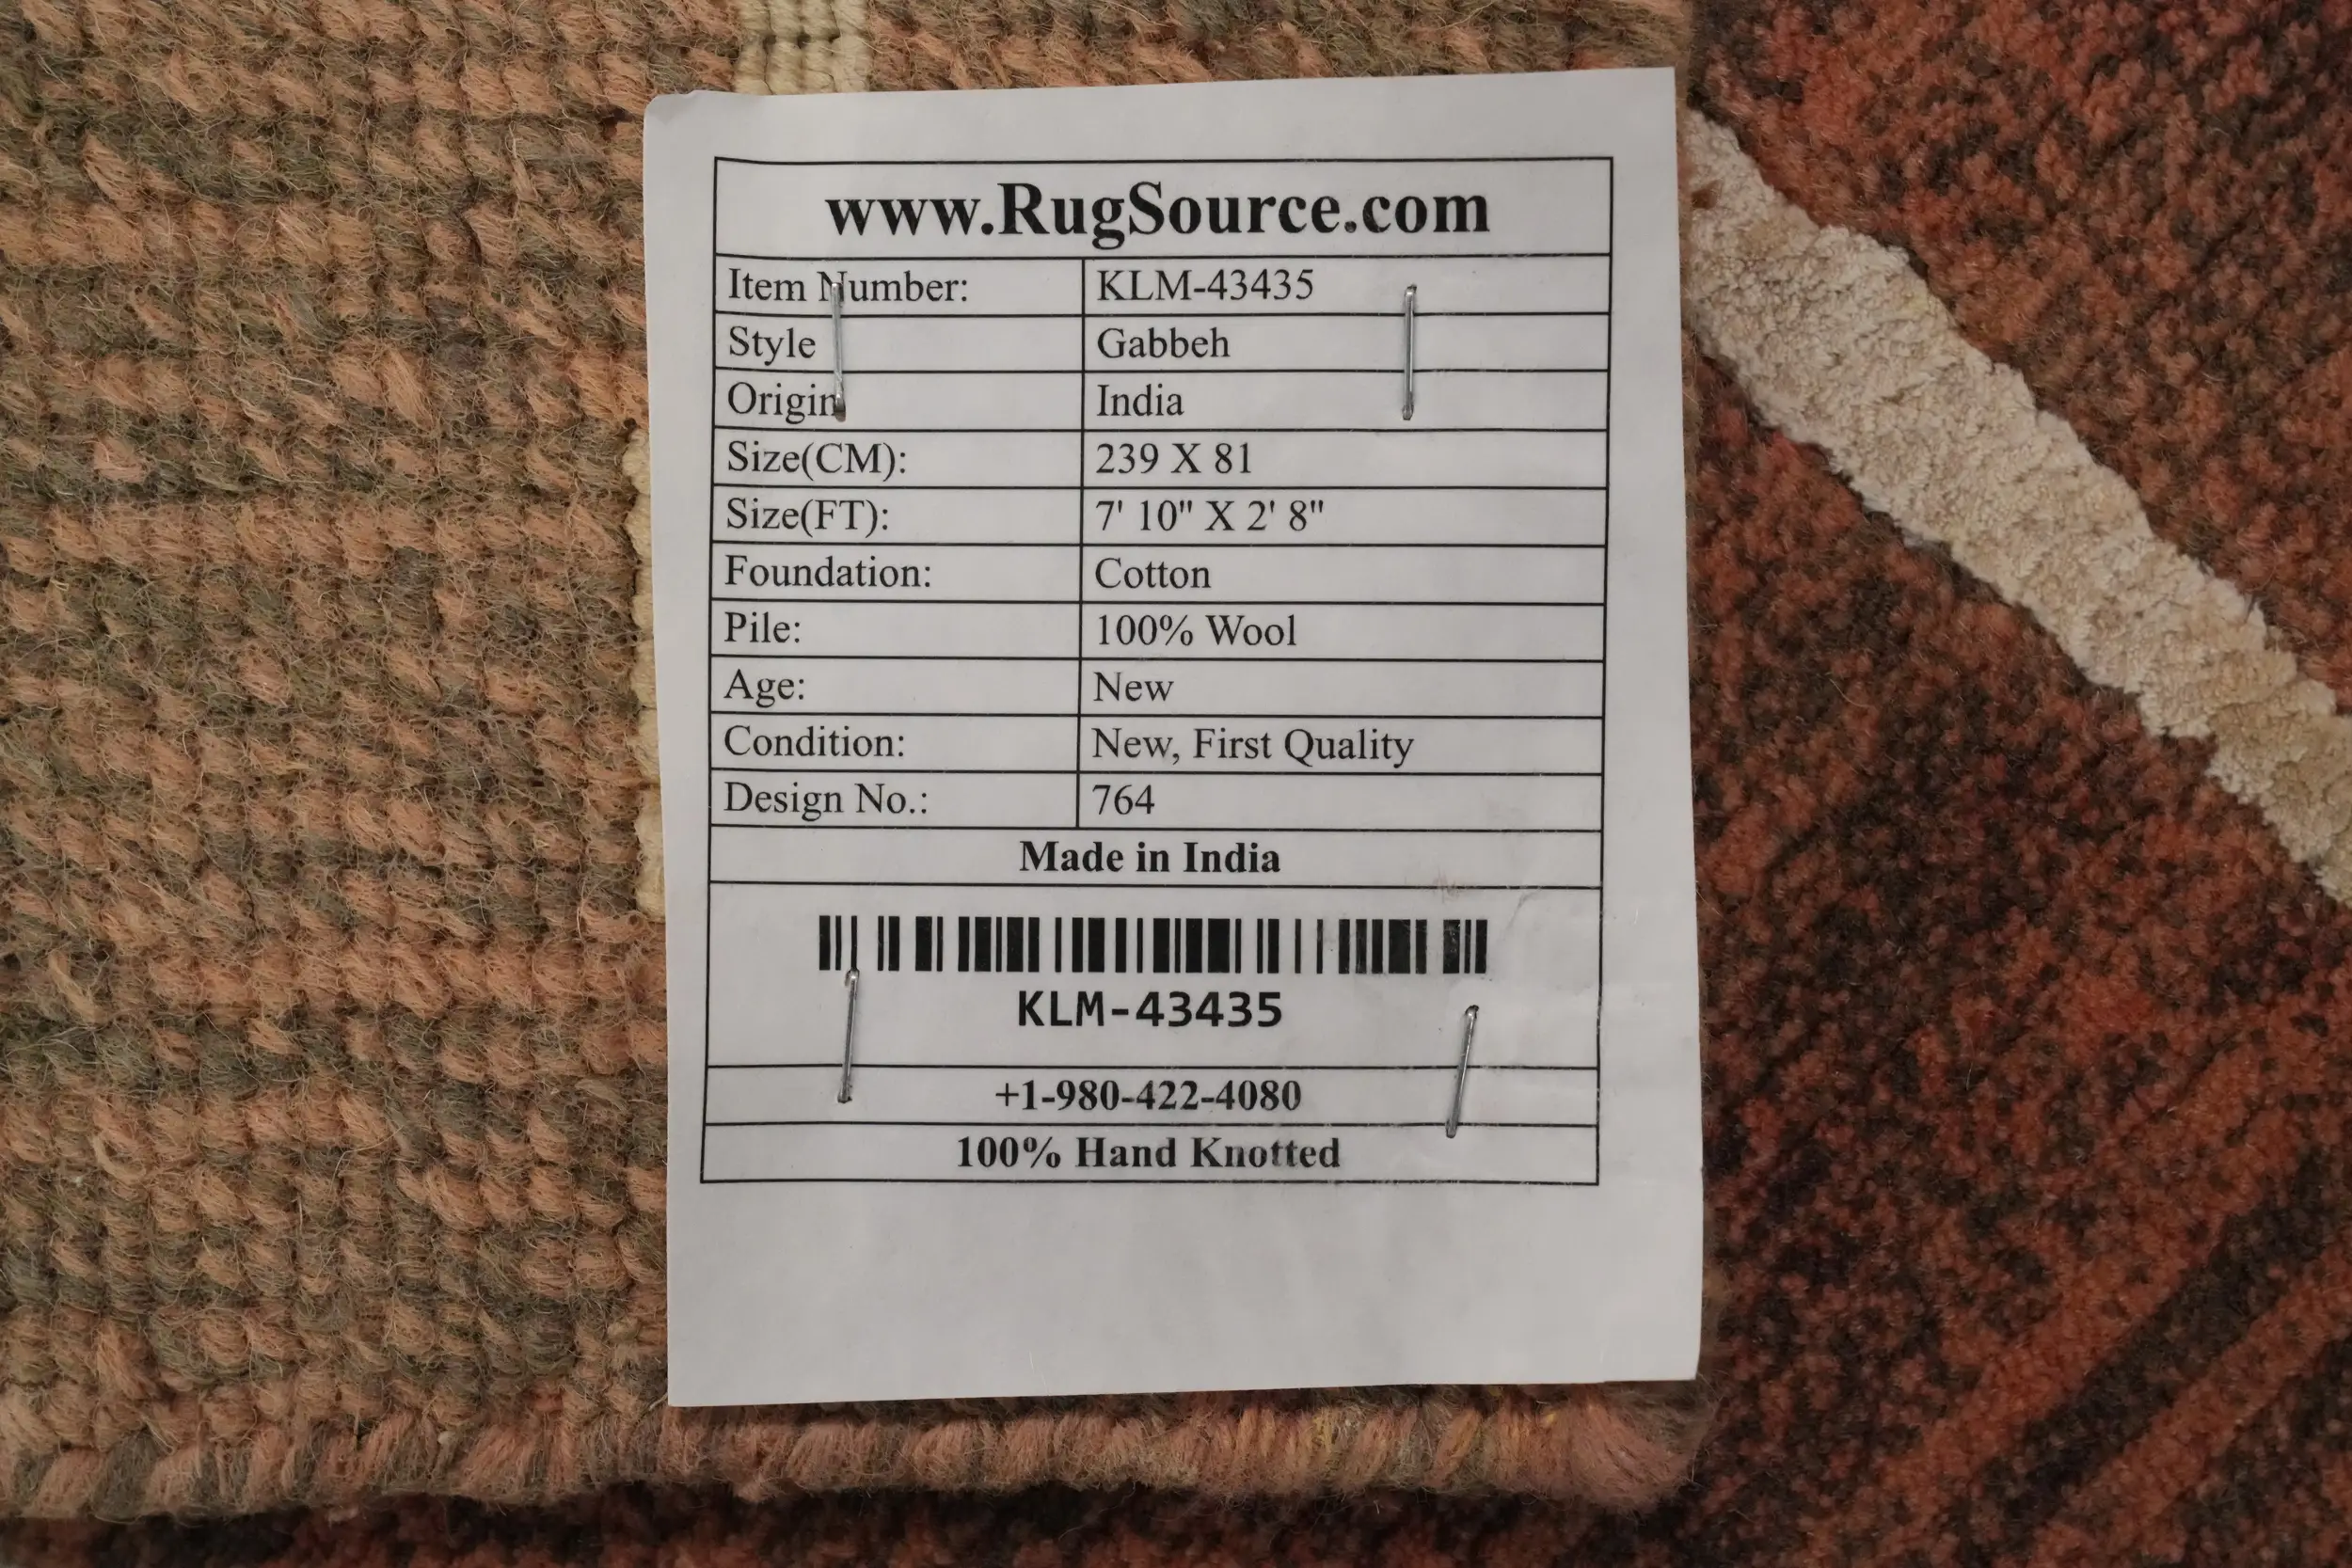 www.RugSource.com
Item Number: KLM-43435
Style Gabbeh
Origin India
Size(CM): 239 X 81
Size(FT): 7' 10" X 2' 8"
Foundation: Cotton
Pile: 100% Wool
Age: New
Condition: New, First Quality
Design No.: 764
Made in India
KLM-43435
+1-980-422-4080
100% Hand Knotted